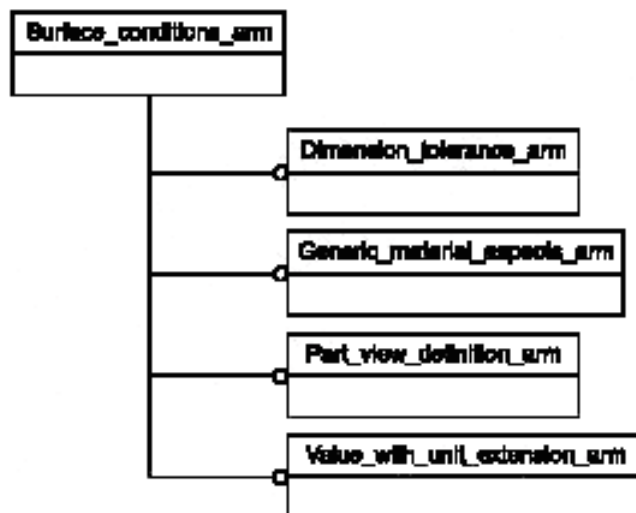 Surface_conditions_arm
Dimension_tolerance_arm
Generic_material_aspects_arm
Part_view_definition_arm
Value_with_unit_extension_arm